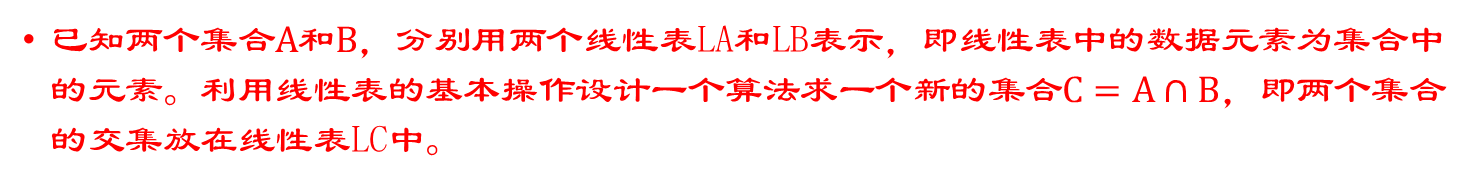 • 已知两个集合A和B，分别用两个线性表LA和LB表示，即线性表中的数据元素为集合中
的元素。利用线性表的基本操作设计一个算法求一个新的集合C = A ∩ B，即两个集合
的交集放在线性表LC中。